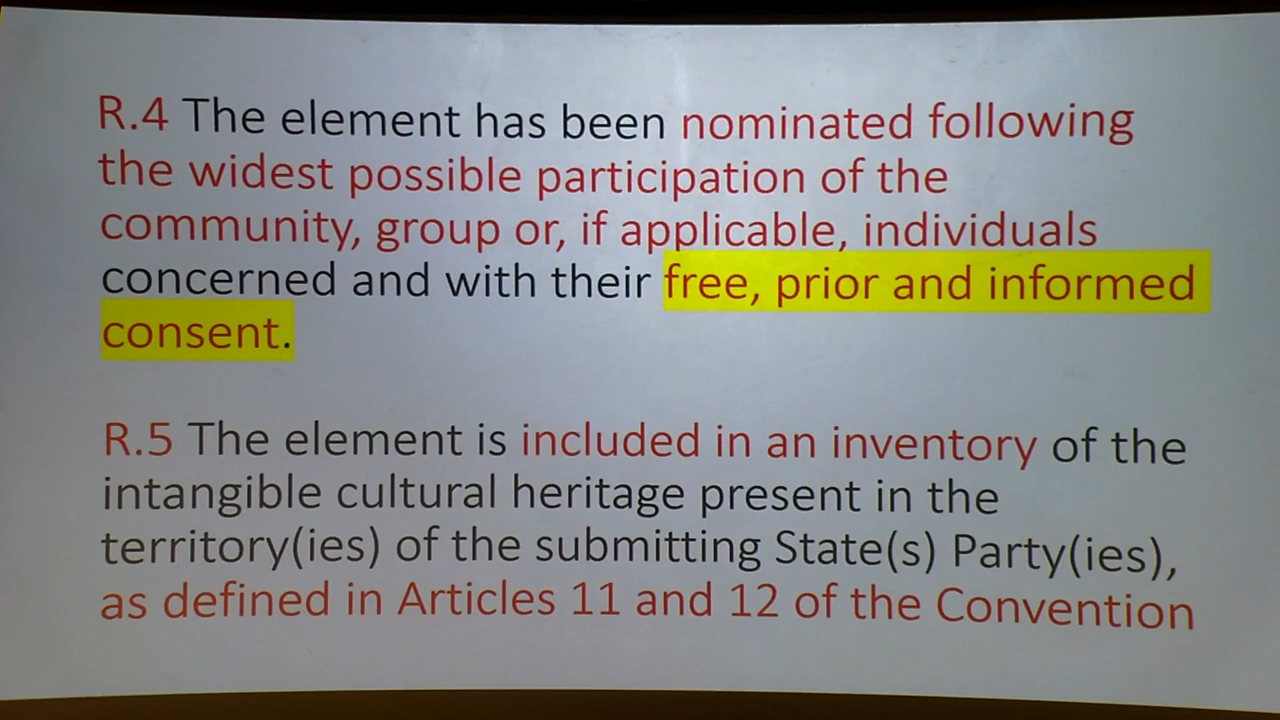 R.4 The element has been nominated following
the widest possible participation of the
community, group or, if applicable, individuals
concerned and with their free, prior and informed
consent.
R.5 The element is included in an inventory of the
intangible cultural heritage present in the
territory(ies) of the submitting State(s) Party(ies),
as defined in Articles 11 and 12 of the Convention